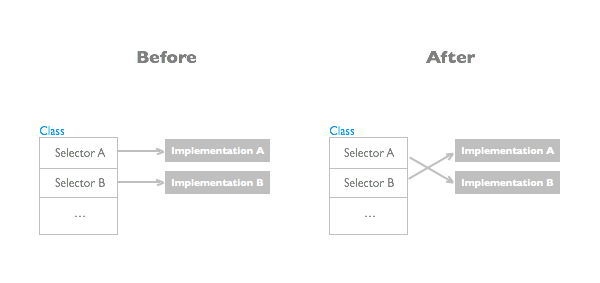 Before
Class
Selector A
Implementation A
Selector B
Implementation B
...
After
Class
Selector A
Implementation A
Selector B
Implementation B
...